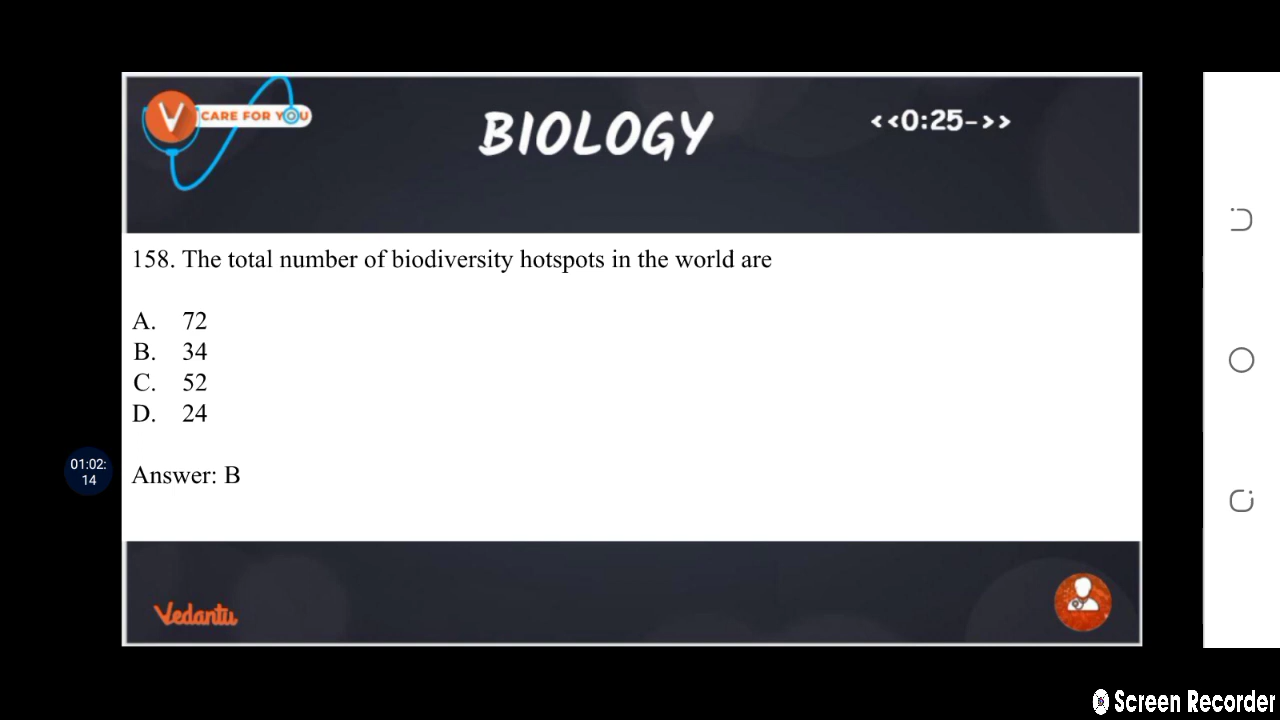 V CARE FOR YOU
BIOLOGY
<<0:25->>
158. The total number of biodiversity hotspots in the world are
A. 72
B. 34
C. 52
D. 24
01:02:
14
Answer: B
Vedantu
Screen Recorder